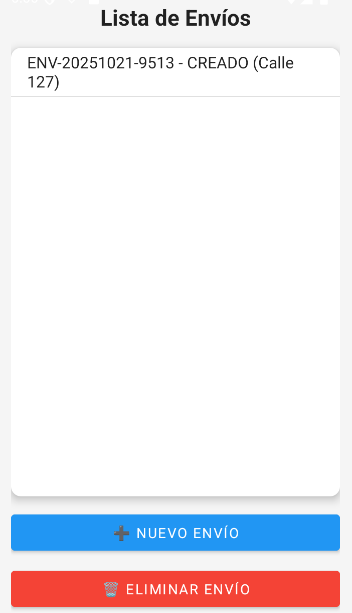 Lista de Envíos
ENV-20251021-9513 - CREADO (Calle
127)
➕ NUEVO ENVÍO
🗑️ ELIMINAR ENVÍO